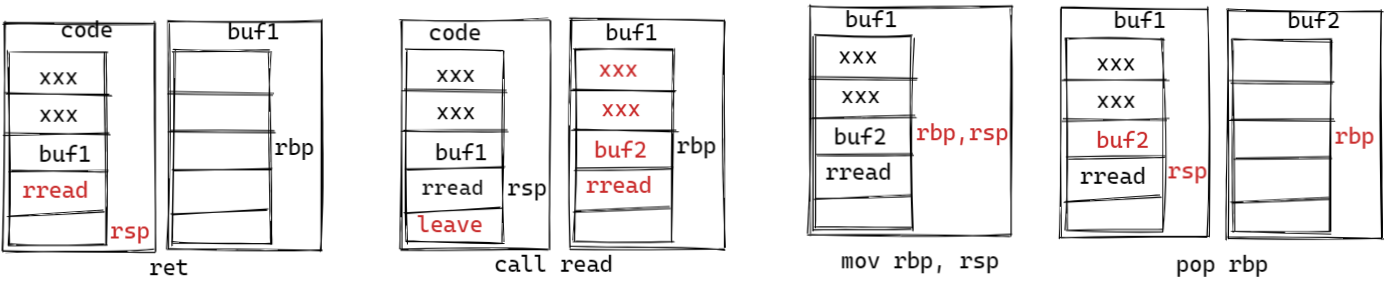 code
xxx
xxx
buf1
rread
rsp
buf1
rbp
ret
code
xxx
xxx
buf1
rread
rsp
leave
buf1
xxx
xxx
buf2
rbp
rread
call read
buf1
xxx
xxx
buf2
rbp,rsp
rread
mov rbp, rsp
buf1
xxx
xxx
buf2
rsp
rread
buf2
rbp
pop rbp